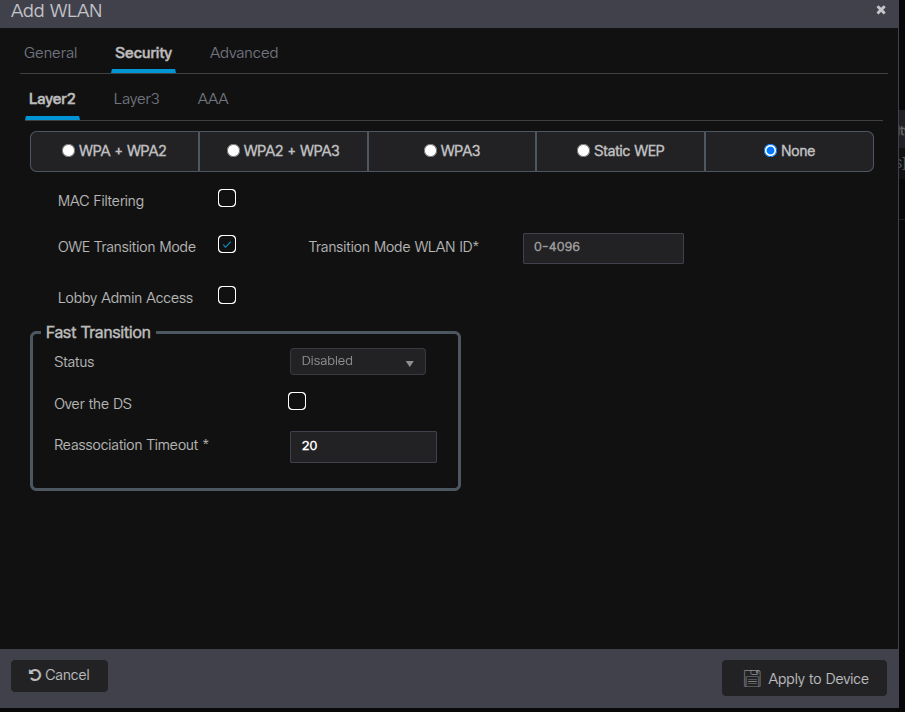 Add WLAN
General Security Advanced
Layer2 Layer3 AAA
WPA + WPA2 WPA2 + WPA3 WPA3 Static WEP None
MAC Filtering
OWE Transition Mode Transition Mode WLAN ID* 0-4096
Lobby Admin Access
Fast Transition
Status Disabled
Over the DS
Reassociation Timeout * 20
Cancel Apply to Device